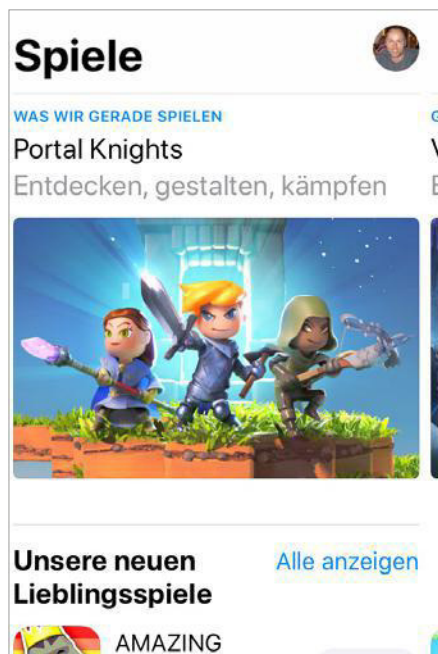 Spiele
WAS WIR GERADE SPIELEN
Portal Knights
Entdecken, gestalten, kämpfen
Unsere neuen
Lieblingsspiele
Alle anzeigen
AMAZING